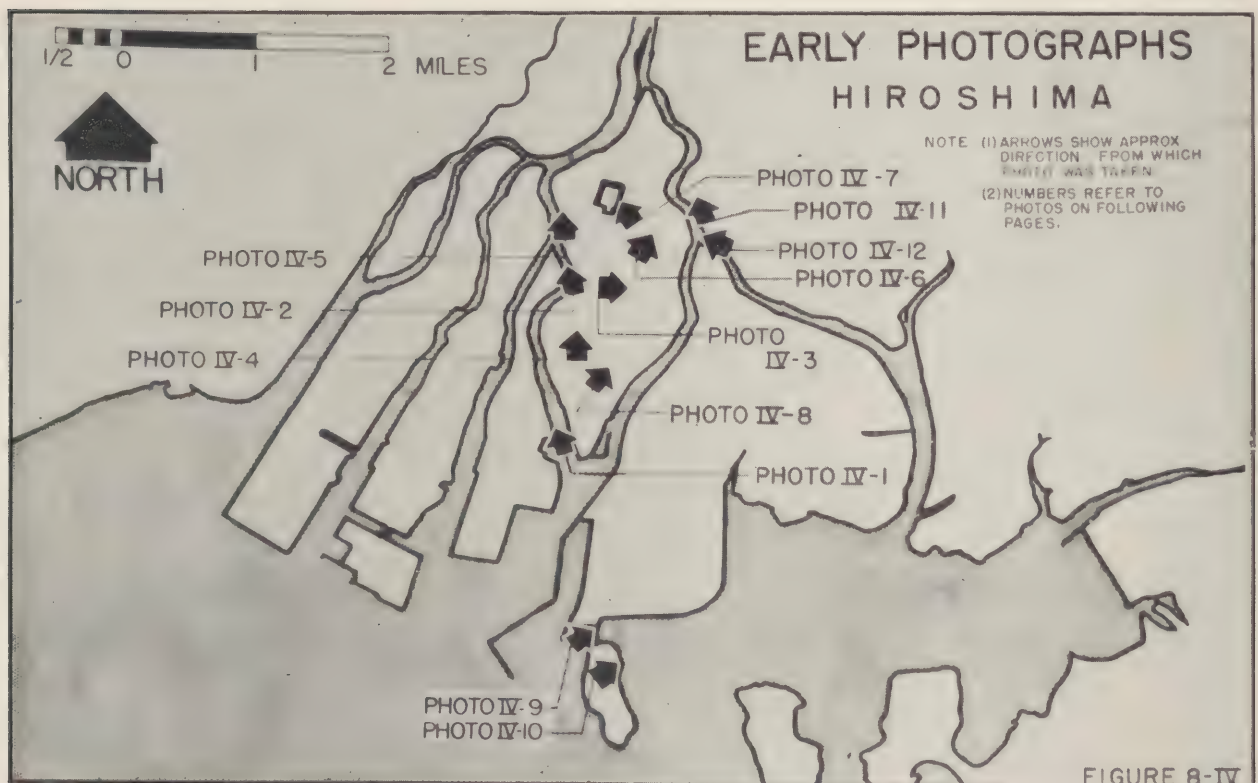 1/2 0 1 2 MILES
NORTH
EARLY PHOTOGRAPHS
HIROSHIMA
NOTE (1) ARROWS SHOW APPROX
DIRECTION FROM WHICH
PHOTO WAS TAKEN
(2) NUMBERS REFER TO
PHOTOS ON FOLLOWING
PAGES.
PHOTO IV-7
PHOTO IV-11
PHOTO IV-12
PHOTO IV-6
PHOTO IV-5
PHOTO IV-2
PHOTO IV-4
PHOTO
IV-3
PHOTO IV-8
PHOTO IV-1
PHOTO IV-9
PHOTO IV-10
FIGURE 8-IV